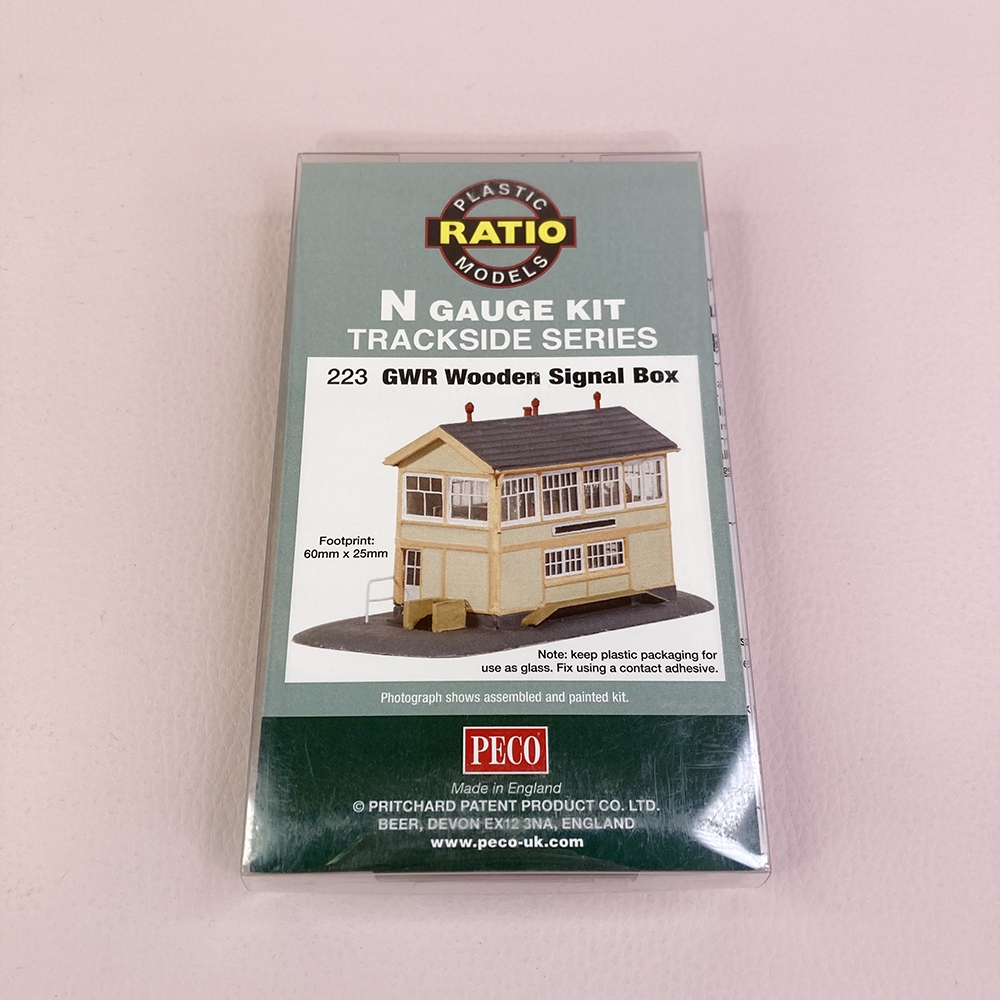 PLASTIC
RATIO
MODELS
N GAUGE KIT
TRACKSIDE SERIES
223 GWR Wooden Signal Box
Footprint:
60mm x 25mm
Note: keep plastic packaging for
use as glass. Fix using a contact adhesive.
Photograph shows assembled and painted kit.
PECO
Made in England
© PRITCHARD PATENT PRODUCT CO. LTD.
BEER, DEVON EX12 3NA, ENGLAND
www.peco-uk.com